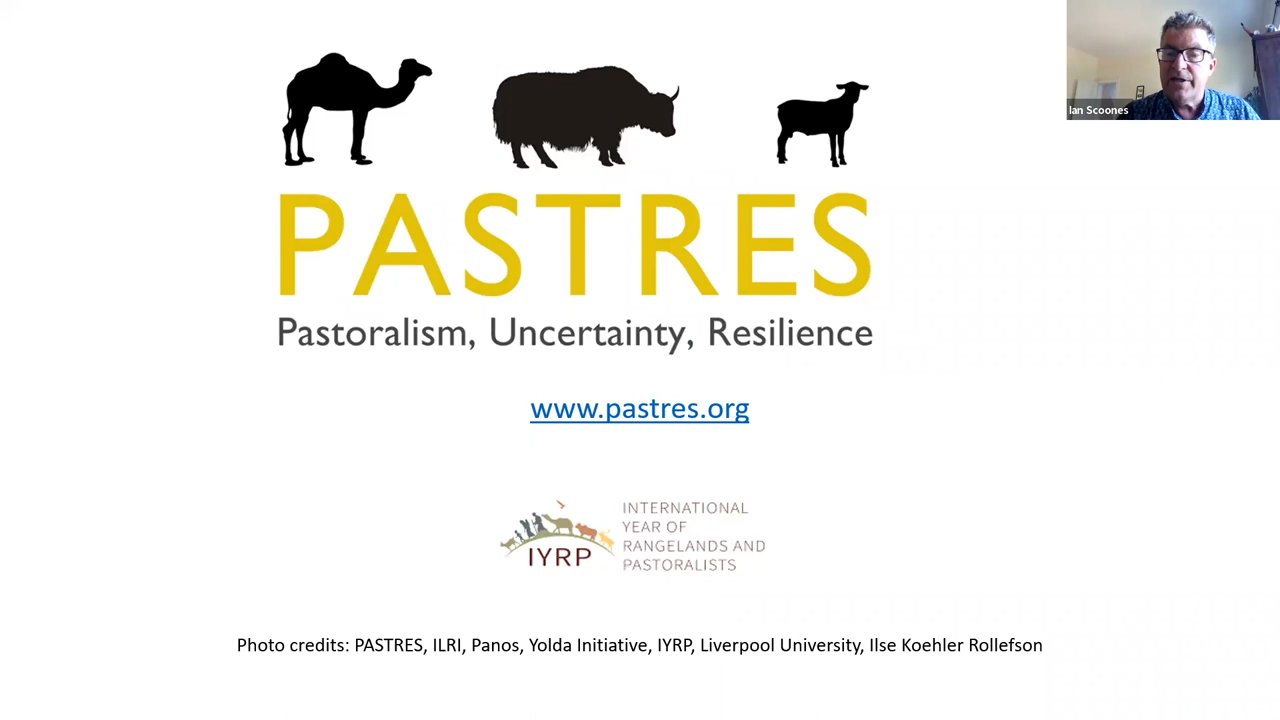 Ian Scoones
PASTRES
Pastoralism, Uncertainty, Resilience
www.pastres.org
IYRP
INTERNATIONAL
YEAR OF
RANGELANDS AND
PASTORALISTS
Photo credits: PASTRES, ILRI, Panos, Yolda Initiative, IYRP, Liverpool University, Ilse Koehler Rollefson